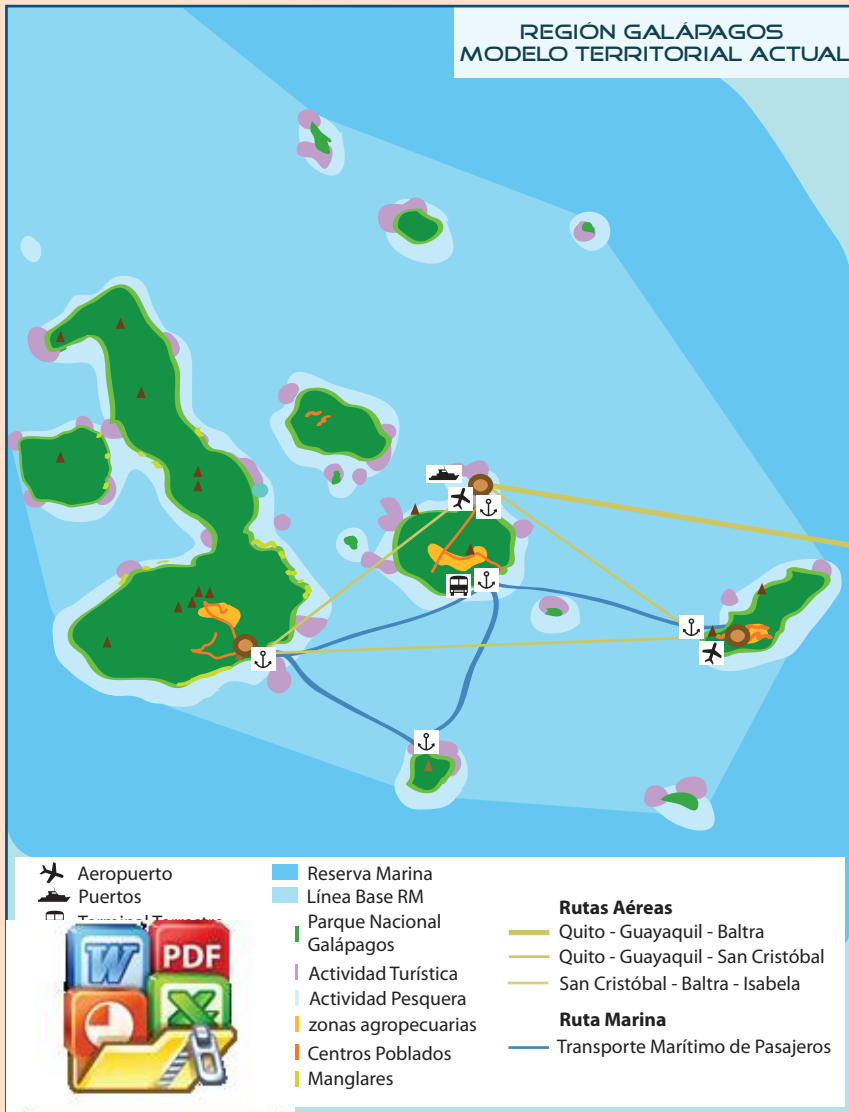 REGIÓN GALÁPAGOS
MODELO TERRITORIAL ACTUAL
Aeropuerto
Puertos
Terminal Terrestre
Reserva Marina
Línea Base RM
Parque Nacional
Galápagos
Actividad Turística
Actividad Pesquera
zonas agropecuarias
Centros Poblados
Manglares
Rutas Aéreas
Quito - Guayaquil - Baltra
Quito - Guayaquil - San Cristóbal
San Cristóbal - Baltra - Isabela
Ruta Marina
Transporte Marítimo de Pasajeros
W
PDF
X